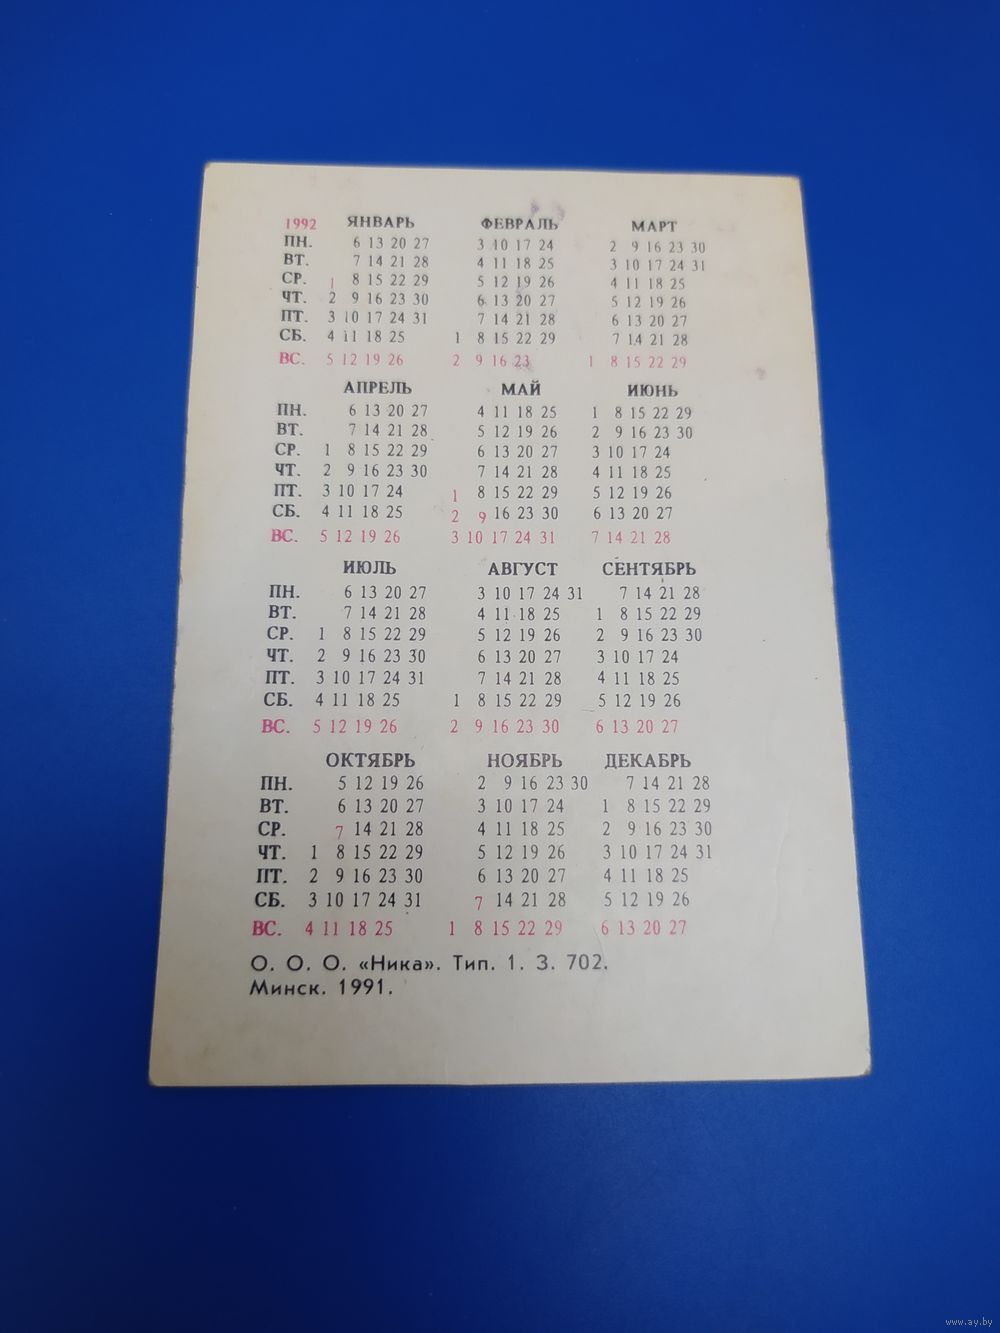 1992 ЯНВАРЬ ФЕВРАЛЬ МАРТ
ПН. 6 13 20 27 3 10 17 24 2 9 16 23 30
ВТ. 7 14 21 28 4 11 18 25 3 10 17 24 31
СР. 1 8 15 22 29 5 12 19 26 4 11 18 25
ЧТ. 2 9 16 23 30 6 13 20 27 5 12 19 26
ПТ. 3 10 17 24 31 7 14 21 28 6 13 20 27
СБ. 4 11 18 25 1 8 15 22 29 7 14 21 28
ВС. 5 12 19 26 2 9 16 23 1 8 15 22 29
АПРЕЛЬ МАЙ ИЮНЬ
ПН. 6 13 20 27 4 11 18 25 1 8 15 22 29
ВТ. 7 14 21 28 5 12 19 26 2 9 16 23 30
СР. 1 8 15 22 29 6 13 20 27 3 10 17 24
ЧТ. 2 9 16 23 30 7 14 21 28 4 11 18 25
ПТ. 3 10 17 24 1 8 15 22 29 5 12 19 26
СБ. 4 11 18 25 2 9 16 23 30 6 13 20 27
ВС. 5 12 19 26 3 10 17 24 31 7 14 21 28
ИЮЛЬ АВГУСТ СЕНТЯБРЬ
ПН. 6 13 20 27 3 10 17 24 31 7 14 21 28
ВТ. 7 14 21 28 4 11 18 25 1 8 15 22 29
СР. 1 8 15 22 29 5 12 19 26 2 9 16 23 30
ЧТ. 2 9 16 23 30 6 13 20 27 3 10 17 24
ПТ. 3 10 17 24 31 7 14 21 28 4 11 18 25
СБ. 4 11 18 25 1 8 15 22 29 5 12 19 26
ВС. 5 12 19 26 2 9 16 23 30 6 13 20 27
ОКТЯБРЬ НОЯБРЬ ДЕКАБРЬ
ПН. 5 12 19 26 2 9 16 23 30 7 14 21 28
ВТ. 6 13 20 27 3 10 17 24 1 8 15 22 29
СР. 7 14 21 28 4 11 18 25 2 9 16 23 30
ЧТ. 1 8 15 22 29 5 12 19 26 3 10 17 24 31
ПТ. 2 9 16 23 30 6 13 20 27 4 11 18 25
СБ. 3 10 17 24 31 7 14 21 28 5 12 19 26
ВС. 4 11 18 25 1 8 15 22 29 6 13 20 27
О. О. О. «Ника». Тип. 1. З. 702.
Минск. 1991.
www.ay.by